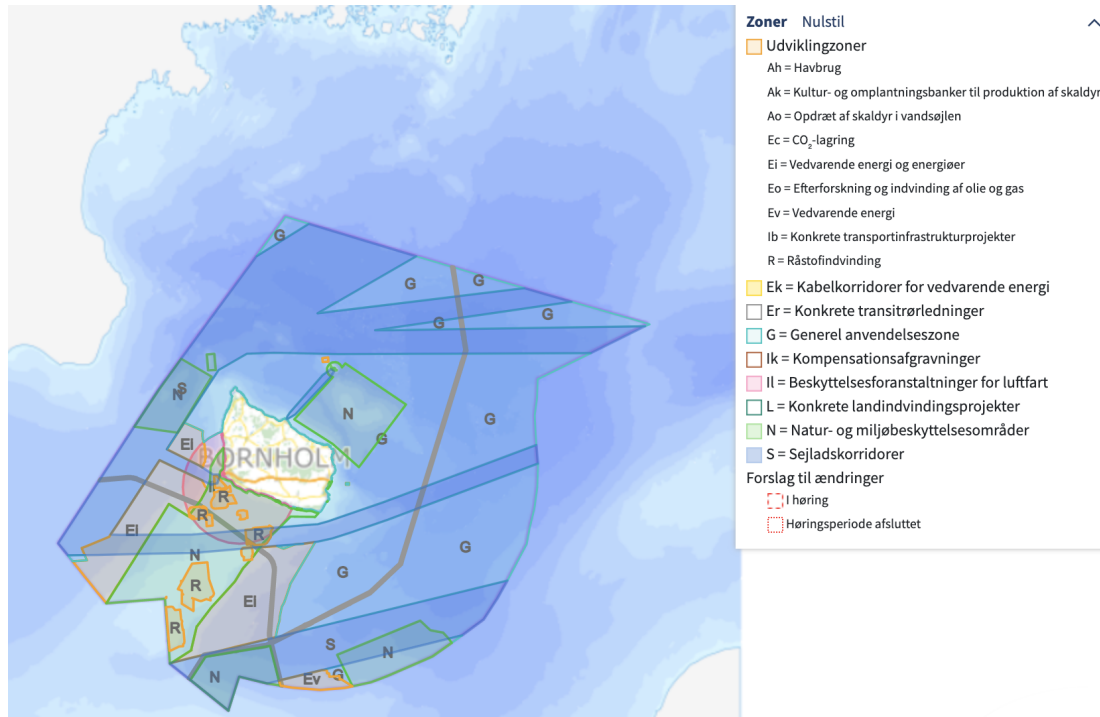 Zoner Nulstil
Udviklingzoner
Ah = Havbrug
Ak = Kultur- og omplantningsbanker til produktion af skaldyr
Ao = Opdræt af skaldyr i vandsøjlen
Ec = CO₂-lagring
Ei = Vedvarende energi og energiøer
Eo = Efterforskning og indvinding af olie og gas
Ev = Vedvarende energi
Ib = Konkrete transportinfrastrukturprojekter
R = Råstofindvinding
Ek = Kabelkorridorer for vedvarende energi
Er = Konkrete transitrørledninger
G = Generel anvendelseszone
Ik = Kompensationsafgravninger
Il = Beskyttelsesforanstaltninger for luftfart
L = Konkrete landindvindingsprojekter
N = Natur- og miljøbeskyttelsesområder
S = Sejladskorridorer
Forslag til ændringer
I høring
Høringsperiode afsluttet
G
G
G
G
G
N
S
N
G
G
EI
BORNHOLM
R
R
EI
R
N
G
G
R
EI
R
S
N
N
Ev
G